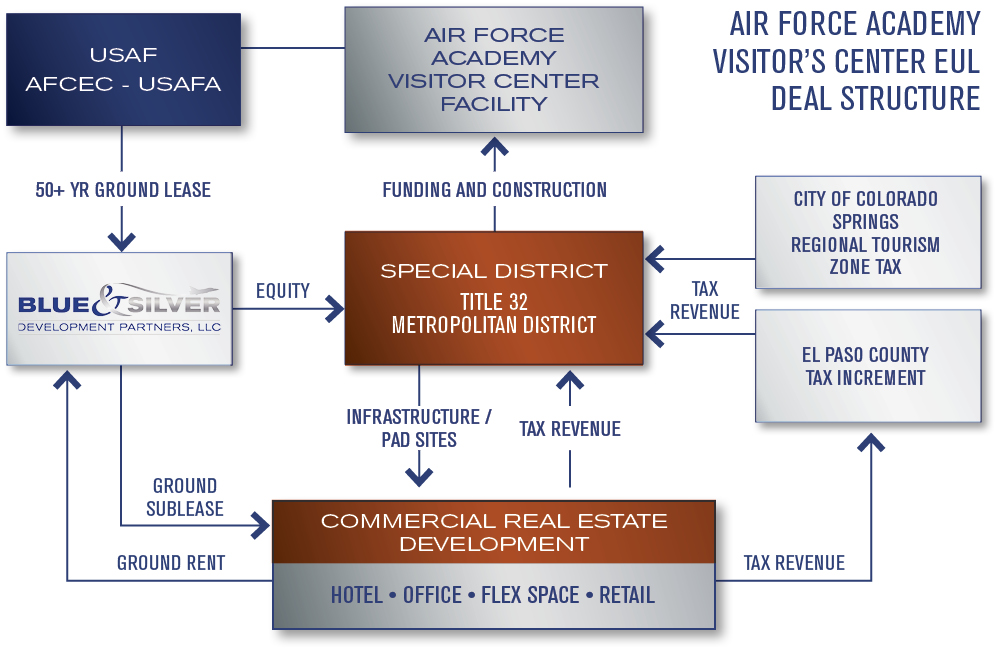 USAF
AFCEC - USAFA
AIR FORCE
ACADEMY
VISITOR CENTER
FACILITY
AIR FORCE ACADEMY
VISITOR'S CENTER EUL
DEAL STRUCTURE
50+ YR GROUND LEASE
FUNDING AND CONSTRUCTION
CITY OF COLORADO
SPRINGS
REGIONAL TOURISM
ZONE TAX
BLUE & SILVER
DEVELOPMENT PARTNERS, LLC
EQUITY
SPECIAL DISTRICT
TITLE 32
METROPOLITAN DISTRICT
TAX
REVENUE
EL PASO COUNTY
TAX INCREMENT
INFRASTRUCTURE /
PAD SITES
TAX REVENUE
GROUND
SUBLEASE
GROUND RENT
COMMERCIAL REAL ESTATE
DEVELOPMENT
HOTEL • OFFICE • FLEX SPACE • RETAIL
TAX REVENUE